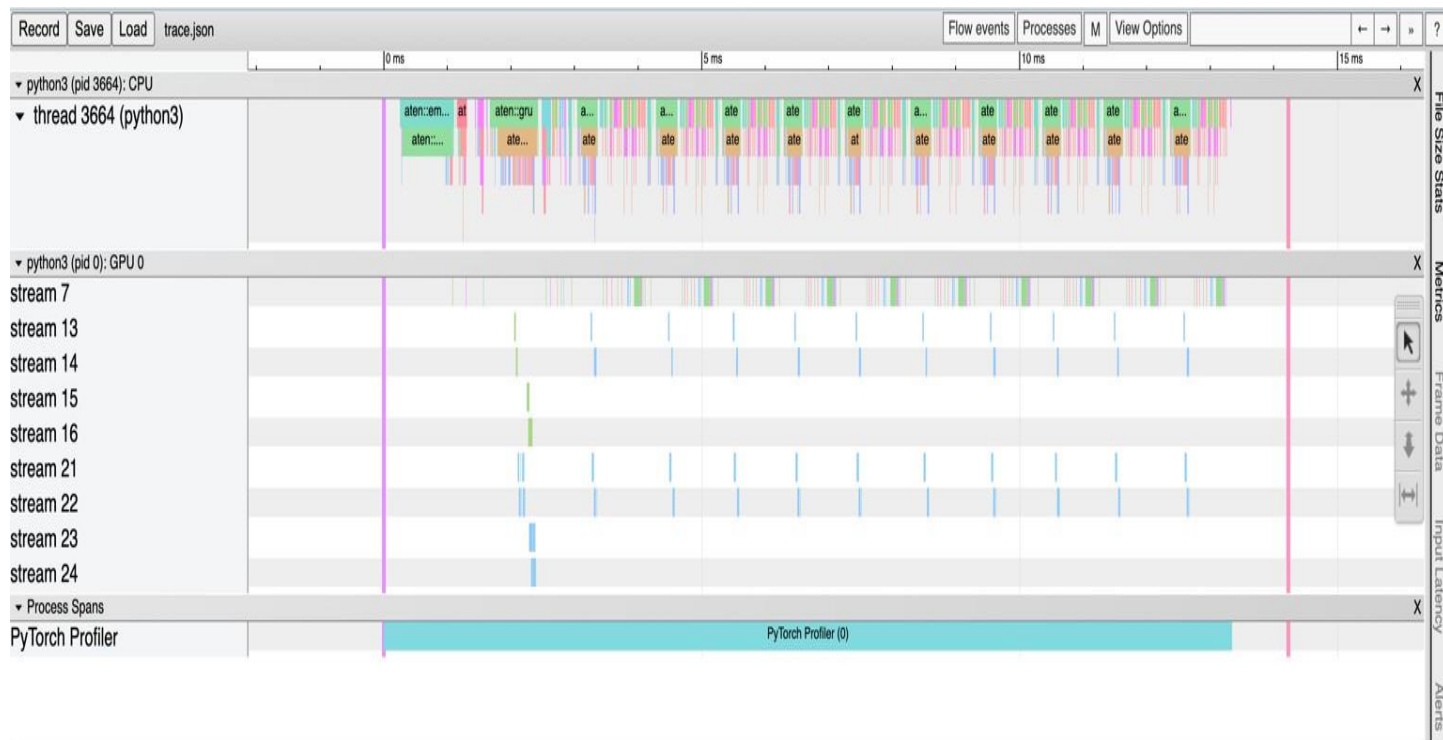 Record Save Load trace.json Flow events Processes M View Options ← → » ?
0 ms 5 ms 10 ms 15 ms
▾ python3 (pid 3664): CPU X
▾ thread 3664 (python3)
aten::em... at aten::gru a... a... ate ate ate a... ate ate ate a...
aten::... ate... ate ate ate ate at ate ate ate ate ate
▾ python3 (pid 0): GPU 0 X
stream 7
stream 13
stream 14
stream 15
stream 16
stream 21
stream 22
stream 23
stream 24
▾ Process Spans X
PyTorch Profiler PyTorch Profiler (0)
File Size Stats
Metrics
Frame Data
Input Latency
Alerts